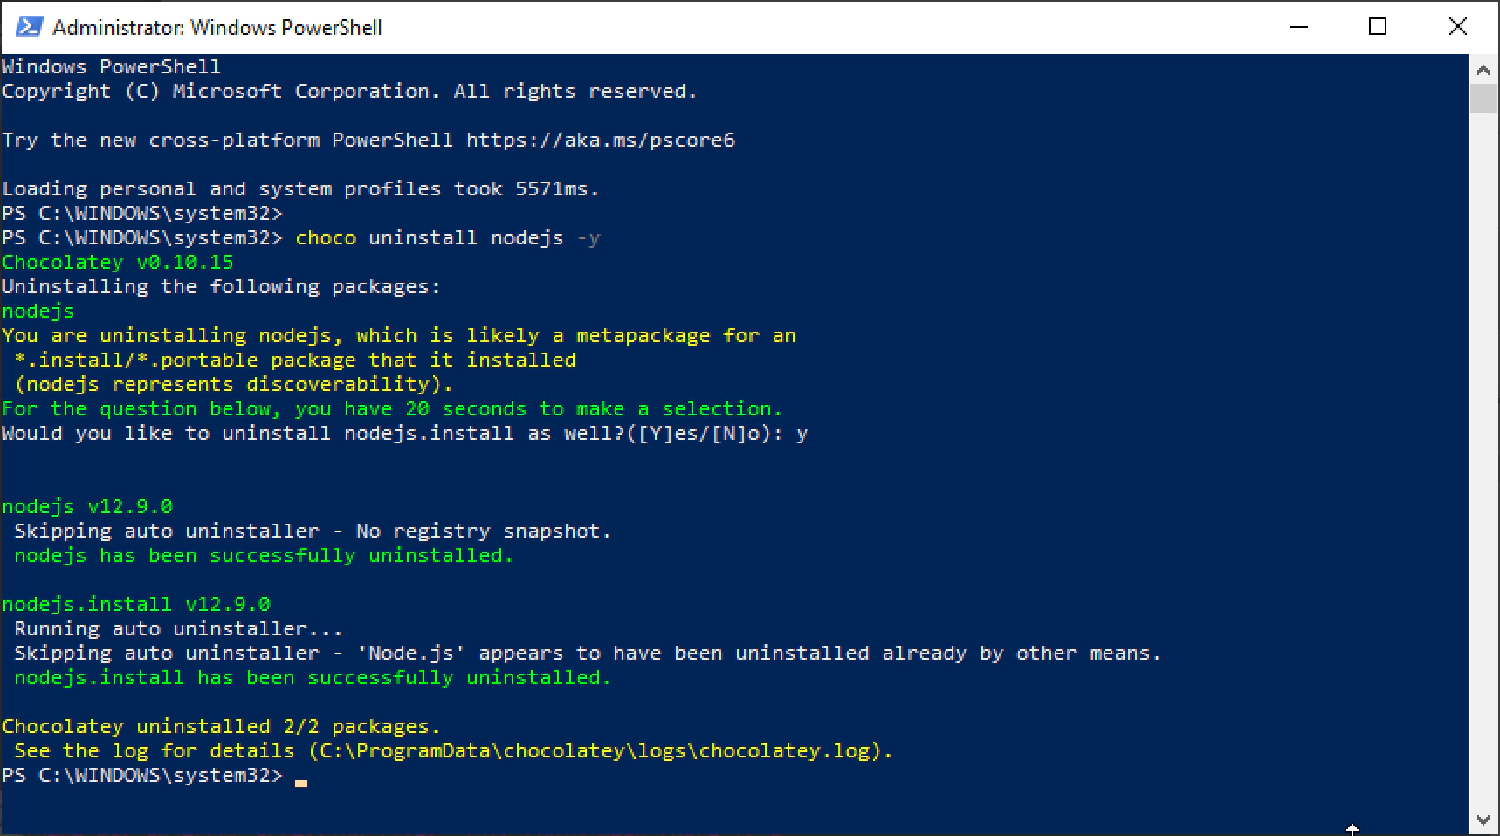 Administrator: Windows PowerShell
Windows PowerShell
Copyright (C) Microsoft Corporation. All rights reserved.
Try the new cross-platform PowerShell https://aka.ms/pscore6
Loading personal and system profiles took 5571ms.
PS C:\WINDOWS\system32>
PS C:\WINDOWS\system32> choco uninstall nodejs -y
Chocolatey v0.10.15
Uninstalling the following packages:
nodejs
You are uninstalling nodejs, which is likely a metapackage for an
*.install/*.portable package that it installed
(nodejs represents discoverability).
For the question below, you have 20 seconds to make a selection.
Would you like to uninstall nodejs.install as well?([Y]es/[N]o): y
nodejs v12.9.0
Skipping auto uninstaller - No registry snapshot.
nodejs has been successfully uninstalled.
nodejs.install v12.9.0
Running auto uninstaller...
Skipping auto uninstaller - 'Node.js' appears to have been uninstalled already by other means.
nodejs.install has been successfully uninstalled.
Chocolatey uninstalled 2/2 packages.
See the log for details (C:\ProgramData\chocolatey\logs\chocolatey.log).
PS C:\WINDOWS\system32>